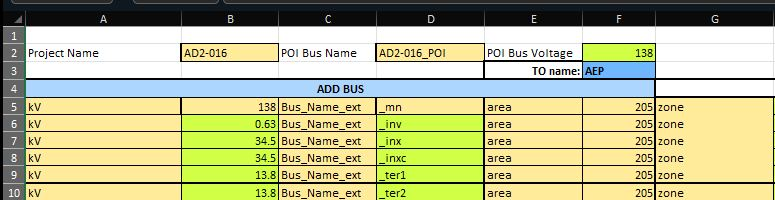 A B C D E F G
1
2 Project Name AD2-016 POI Bus Name AD2-016_POI POI Bus Voltage 138
3 TO name: AEP
4 ADD BUS
5 kV 138 Bus_Name_ext _mn area 205 zone
6 kV 0.63 Bus_Name_ext _inv area 205 zone
7 kV 34.5 Bus_Name_ext _inx area 205 zone
8 kV 34.5 Bus_Name_ext _inxc area 205 zone
9 kV 13.8 Bus_Name_ext _ter1 area 205 zone
10 kV 13.8 Bus_Name_ext _ter2 area 205 zone